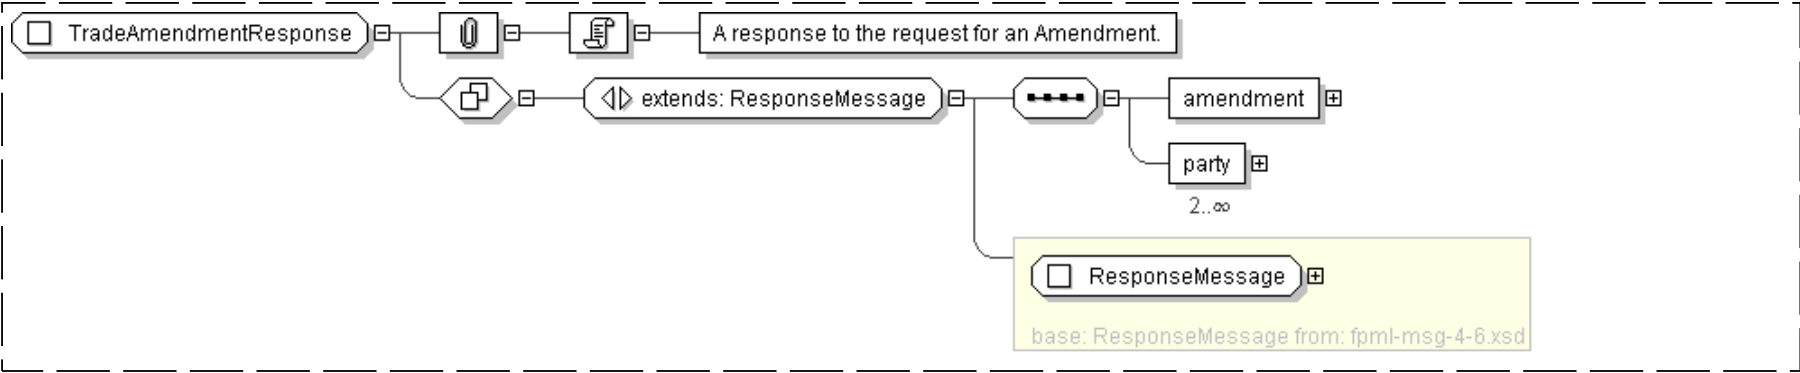 TradeAmendmentResponse
A response to the request for an Amendment.
extends: ResponseMessage
amendment
party
2..∞
ResponseMessage
base: ResponseMessage from: fpml-msg-4-6.xsd